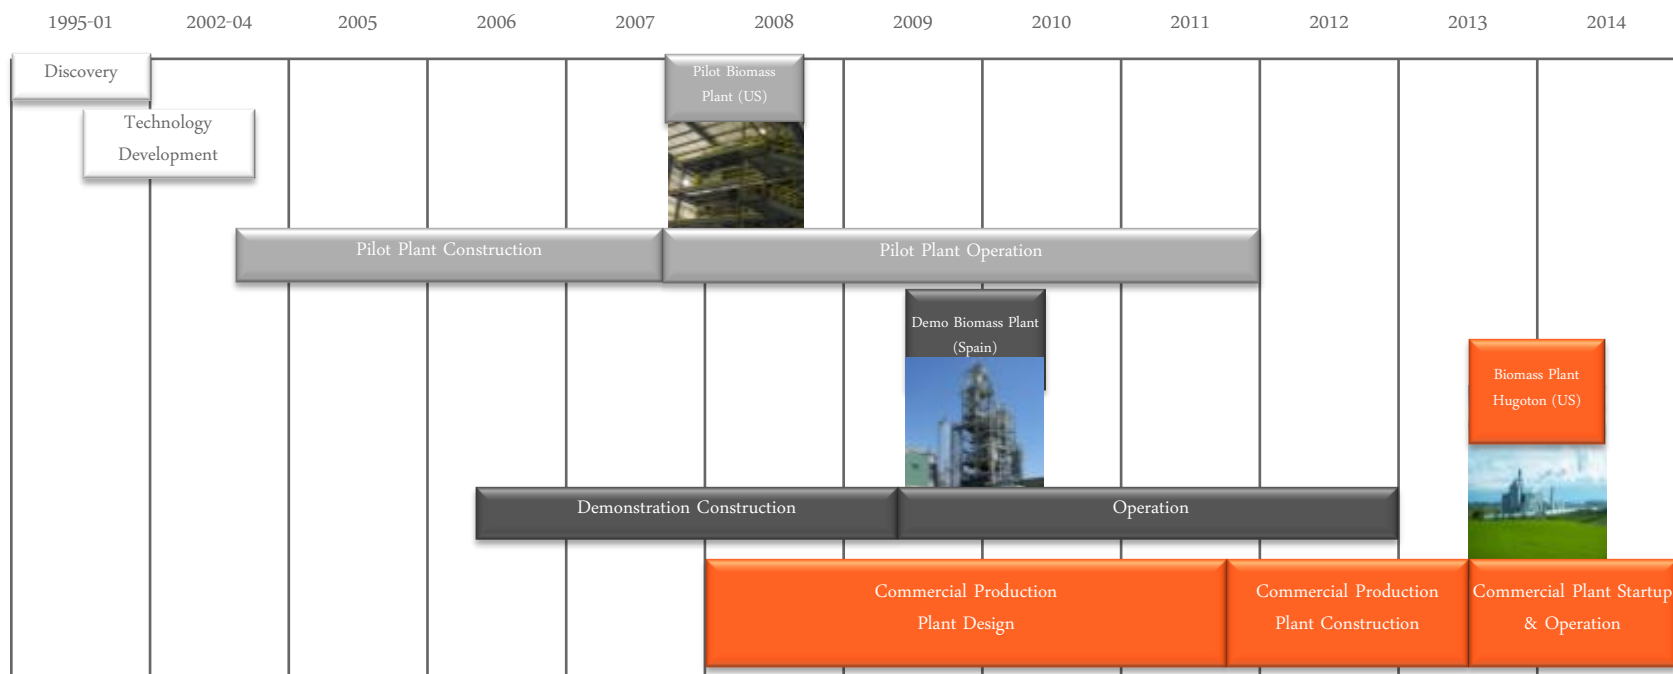 1995-01
2002-04
2005
2006
2007
2008
2009
2010
2011
2012
2013
2014
Discovery
Technology
Development
Pilot Biomass
Plant (US)
Pilot Plant Construction
Pilot Plant Operation
Demo Biomass Plant
(Spain)
Biomass Plant
Hugoton (US)
Demonstration Construction
Operation
Commercial Production
Plant Design
Commercial Production
Plant Construction
Commercial Plant Startup
& Operation